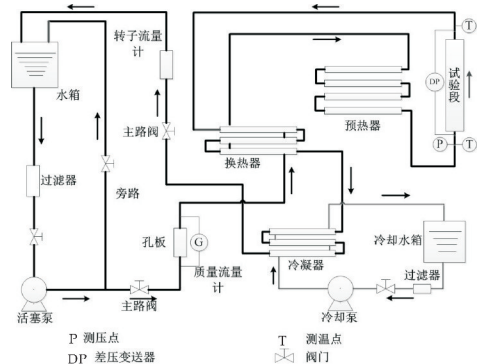 转子流量
计
T
水箱
DP
试验段
预热器
主路阀
换热器
P
T
过滤器
旁路
孔板
G
冷却水箱
冷凝器
质量流量
计
过滤器
主路阀
活塞泵
冷却泵
P 测压点
T 测温点
DP 差压变送器
阀门